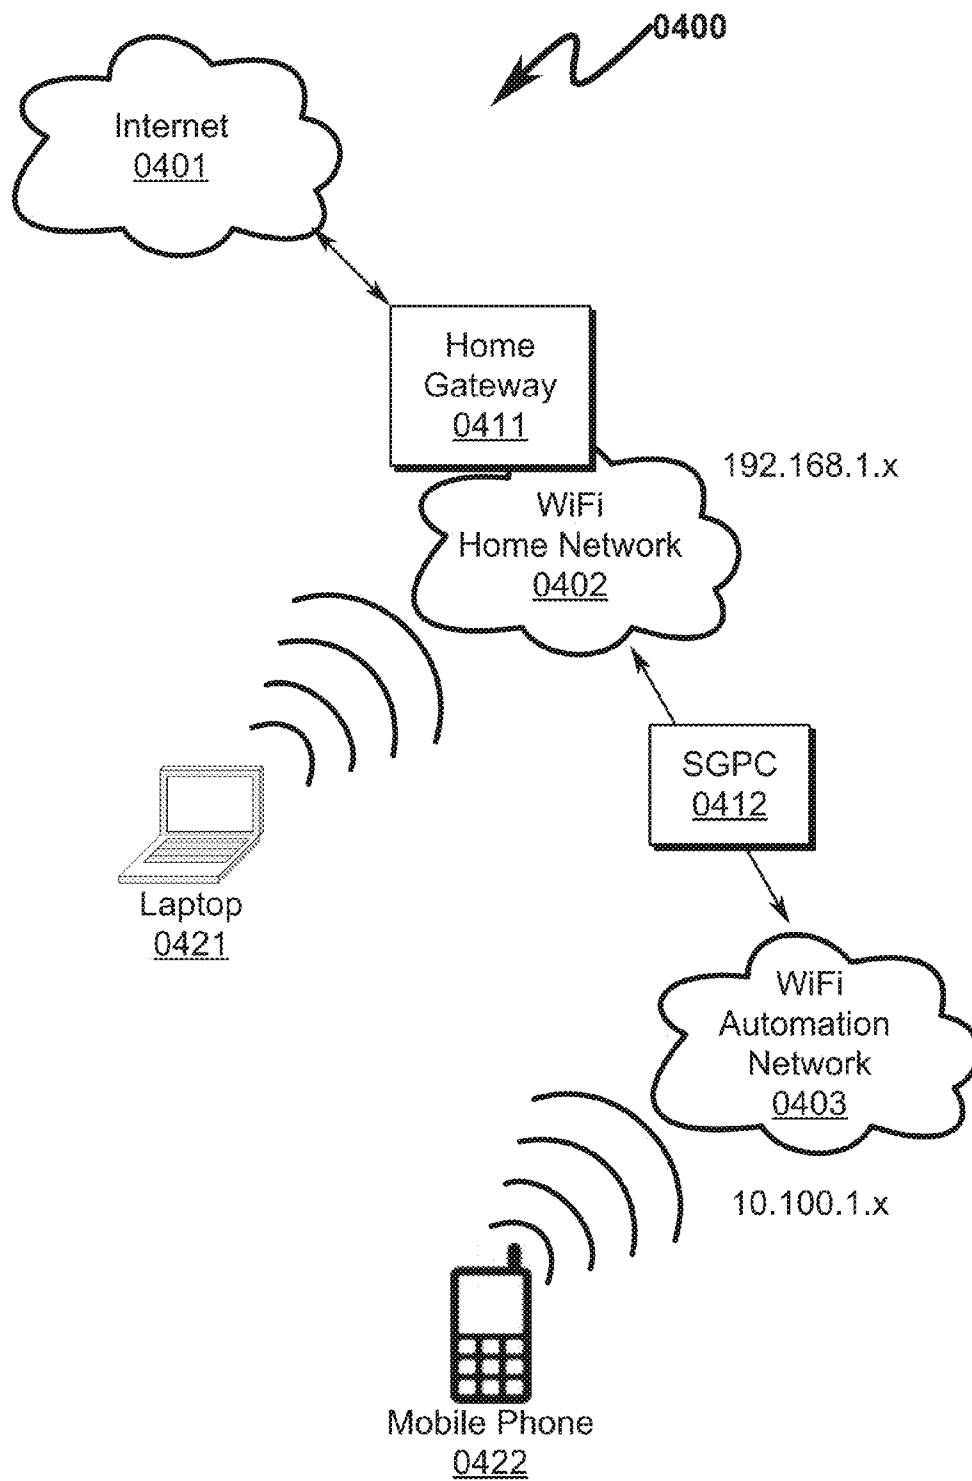 0400
Internet
0401
Home
Gateway
0411
192.168.1.x
WiFi
Home Network
0402
SGPC
0412
Laptop
0421
WiFi
Automation
Network
0403
10.100.1.x
Mobile Phone
0422